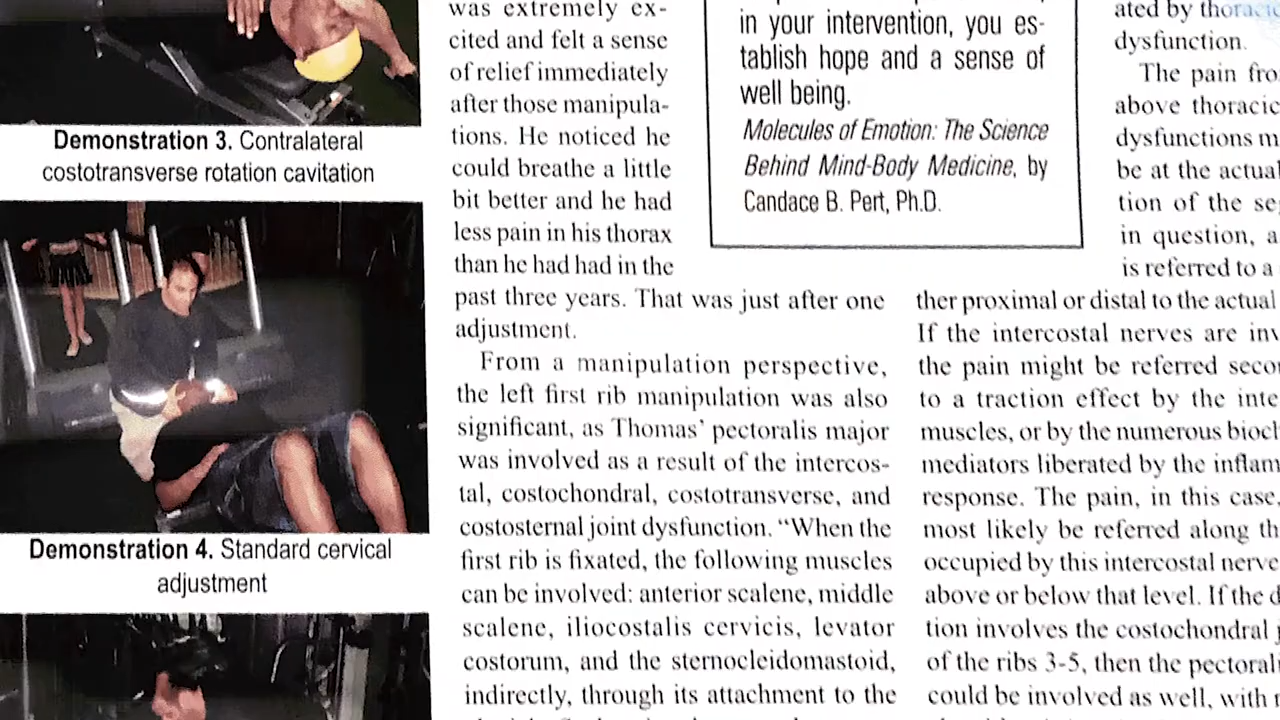 Demonstration 3. Contralateral
costotransverse rotation cavitation
Demonstration 4. Standard cervical
adjustment
was extremely ex-
cited and felt a sense
of relief immediately
after those manipula-
tions. He noticed he
could breathe a little
bit better and he had
less pain in his thorax
than he had had in the
past three years. That was just after one
adjustment.
From a manipulation perspective,
the left first rib manipulation was also
significant, as Thomas' pectoralis major
was involved as a result of the intercos-
tal, costochondral, costotransverse, and
costosternal joint dysfunction. “When the
first rib is fixated, the following muscles
can be involved: anterior scalene, middle
scalene, iliocostalis cervicis, levator
costorum, and the sternocleidomastoid,
indirectly, through its attachment to the
in your intervention, you es-
tablish hope and a sense of
well being.
Molecules of Emotion: The Science
Behind Mind-Body Medicine, by
Candace B. Pert, Ph.D.
ated by thoracic
dysfunction.
The pain fro
above thoracic
dysfunctions m
be at the actual
tion of the se
in question, a
is referred to a
ther proximal or distal to the actual
If the intercostal nerves are inv
the pain might be referred secon
to a traction effect by the inte
muscles, or by the numerous bioch
mediators liberated by the inflam
response. The pain, in this case,
most likely be referred along th
occupied by this intercostal nerve
above or below that level. If the d
tion involves the costochondral j
of the ribs 3-5, then the pectorali
could be involved as well, with